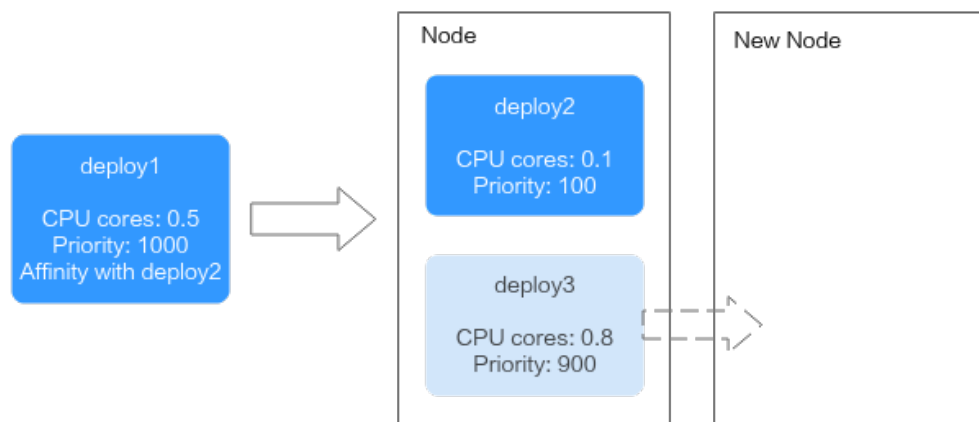 deploy1
CPU cores: 0.5
Priority: 1000
Affinity with deploy2
Node
deploy2
CPU cores: 0.1
Priority: 100
deploy3
CPU cores: 0.8
Priority: 900
New Node